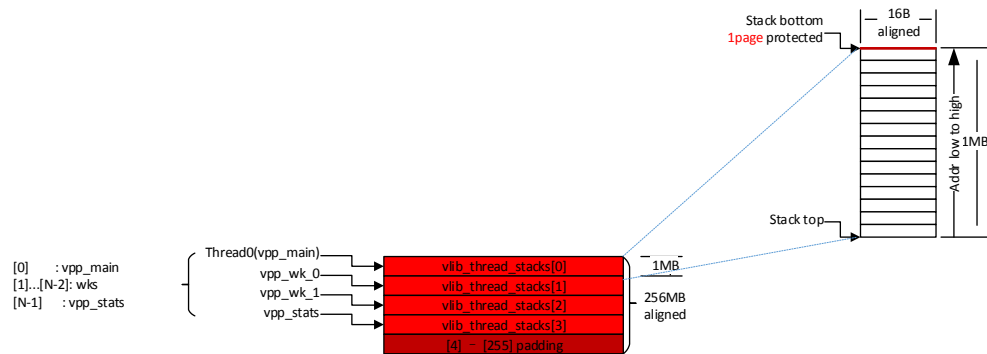 Stack bottom
1page protected
16B
aligned
Addr low to high
1MB
Stack top
Thread0(vpp_main)
vpp_wk_0
vpp_wk_1
vpp_stats
[0] : vpp_main
[1]...[N-2]: wks
[N-1] : vpp_stats
vlib_thread_stacks[0]
vlib_thread_stacks[1]
vlib_thread_stacks[2]
vlib_thread_stacks[3]
[4] – [255] padding
1MB
256MB
aligned